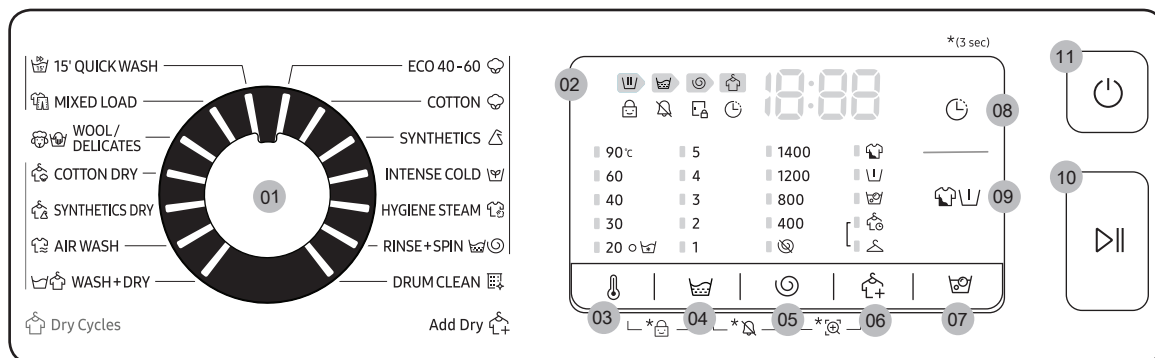 *(3 sec)
15' QUICK WASH
MIXED LOAD
WOOL /
DELICATES
COTTON DRY
SYNTHETICS DRY
AIR WASH
WASH+DRY
Dry Cycles
01
ECO 40-60
COTTON
SYNTHETICS
INTENSE COLD
HYGIENE STEAM
RINSE+SPIN
DRUM CLEAN
Add Dry
02
18:88
90℃ 5 1400
60 4 1200
40 3 800
30 2 400
20 1
03
*
04
*
05
*
06
07
08
09
10
11